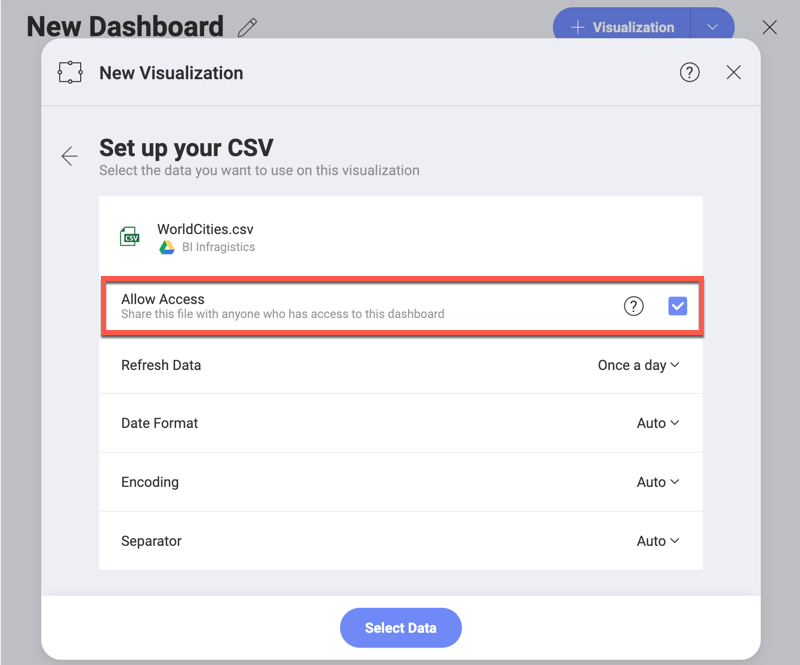 New Dashboard
Visualization
New Visualization
?
Set up your CSV
Select the data you want to use on this visualization
CSV
WorldCities.csv
BI Infragistics
Allow Access
Share this file with anyone who has access to this dashboard
?
Refresh Data
Once a day
Date Format
Auto
Encoding
Auto
Separator
Auto
Select Data